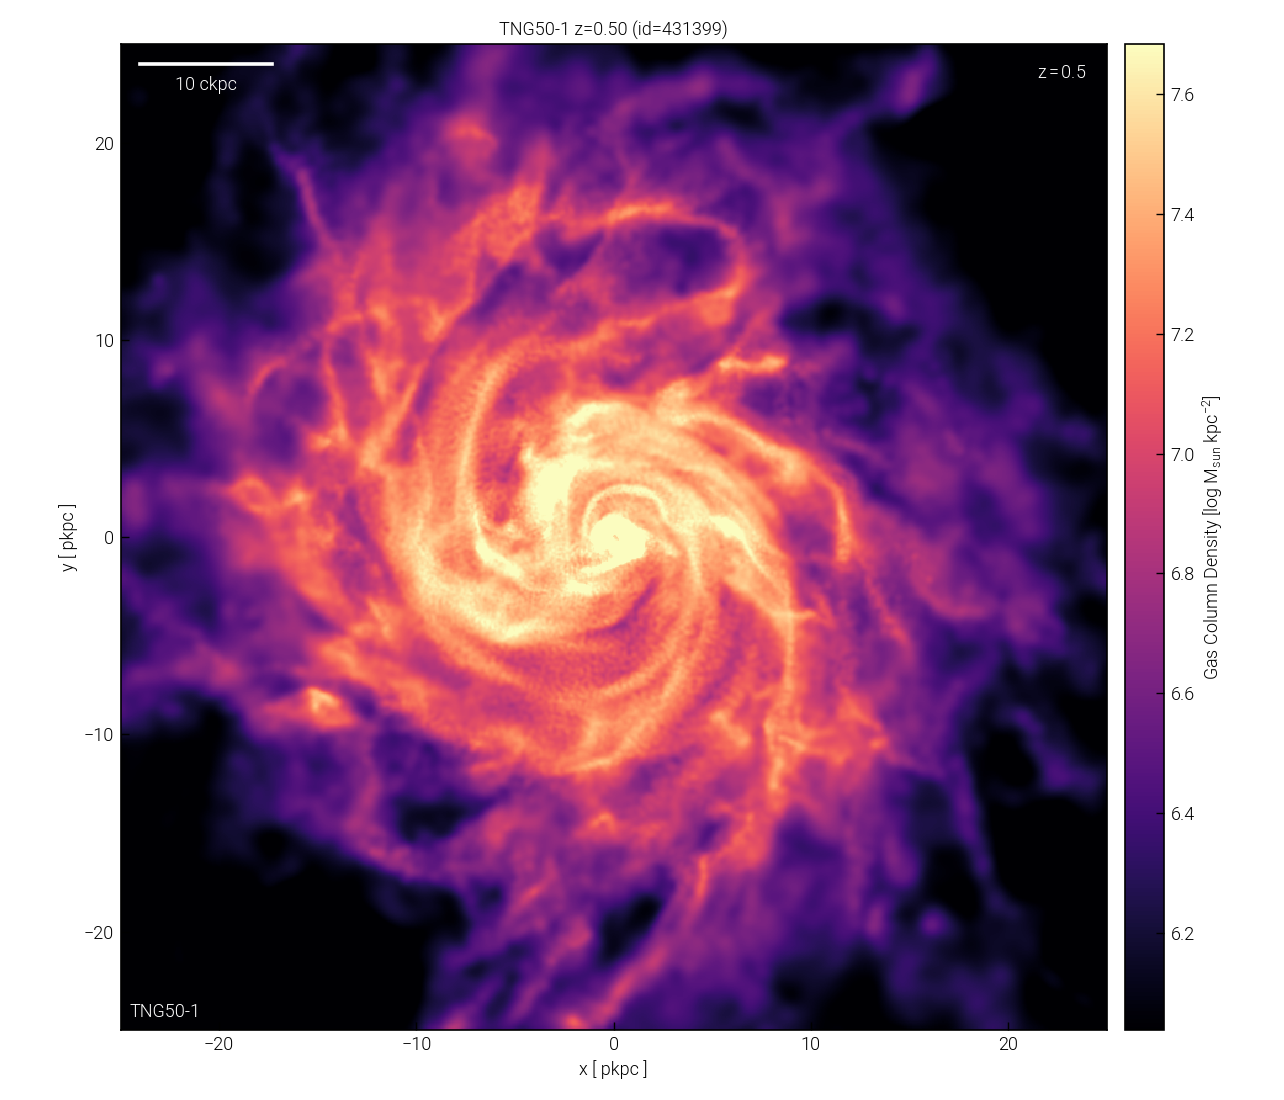 TNG50-1 z=0.50 (id=431399)
10 ckpc
z=0.5
TNG50-1
y [ pkpc ]
20
10
0
−10
−20
−20
−10
0
10
20
x [ pkpc ]
7.6
7.4
7.2
7.0
6.8
6.6
6.4
6.2
Gas Column Density [log M_sun kpc^−2]